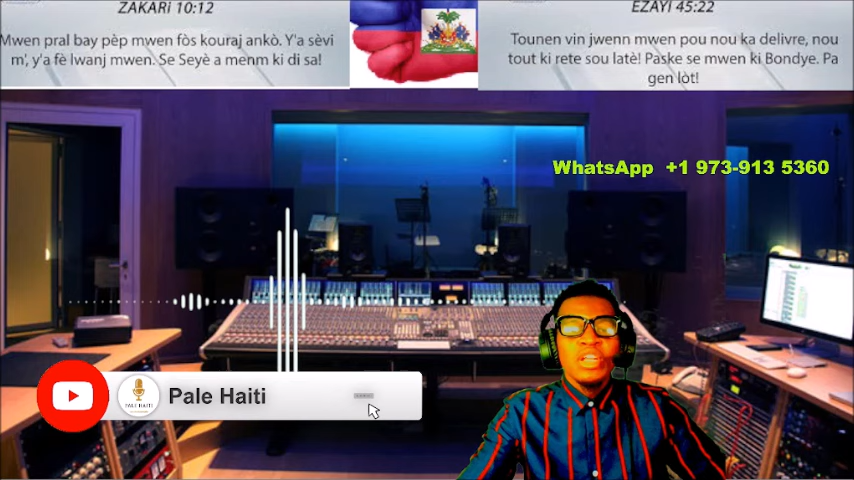 ZAKARi 10:12
Mwen pral bay pèp mwen fòs kouraj ankò. Y'a sèvi
m', y'a fè lwanj mwen. Se Seyè a menm ki di sa!
EZAYI 45:22
Tounen vin jwenn mwen pou nou ka delivre, nou
tout ki rete sou latè! Paske se mwen ki Bondye. Pa
gen lòt!
WhatsApp +1 973-913 5360
PALE HAITI
Pale Haiti